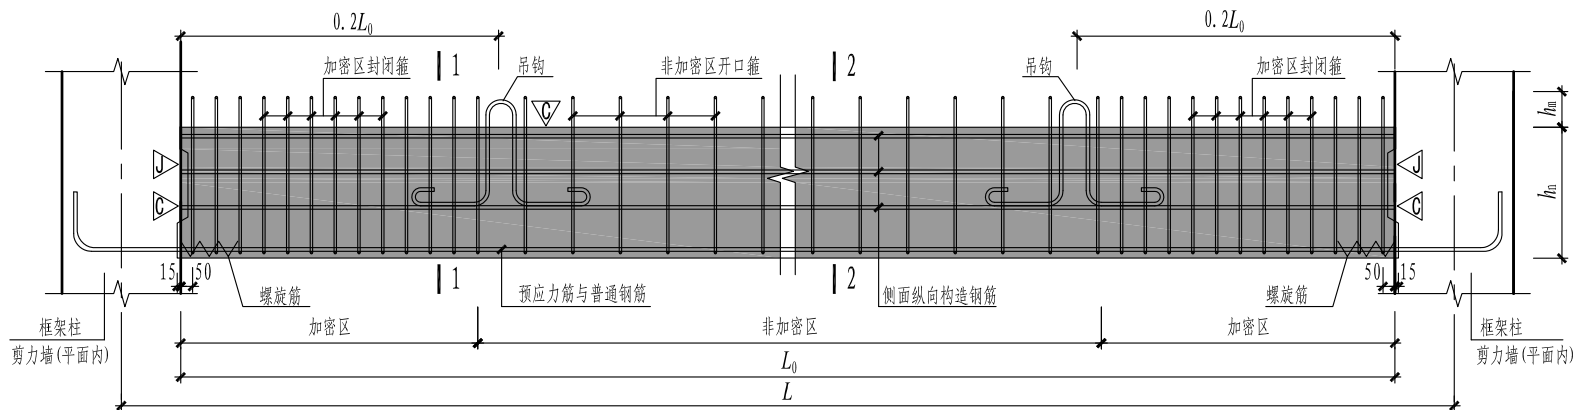 0.2L₀
0.2L₀
加密区封闭箍
1
吊钩
非加密区开口箍
2
吊钩
加密区封闭箍
C
hm
J
J
C
C
hn
15
50
1
2
50
15
螺旋筋
预应力筋与普通钢筋
侧面纵向构造钢筋
螺旋筋
框架柱
剪力墙(平面内)
加密区
非加密区
加密区
框架柱
剪力墙(平面内)
L₀
L